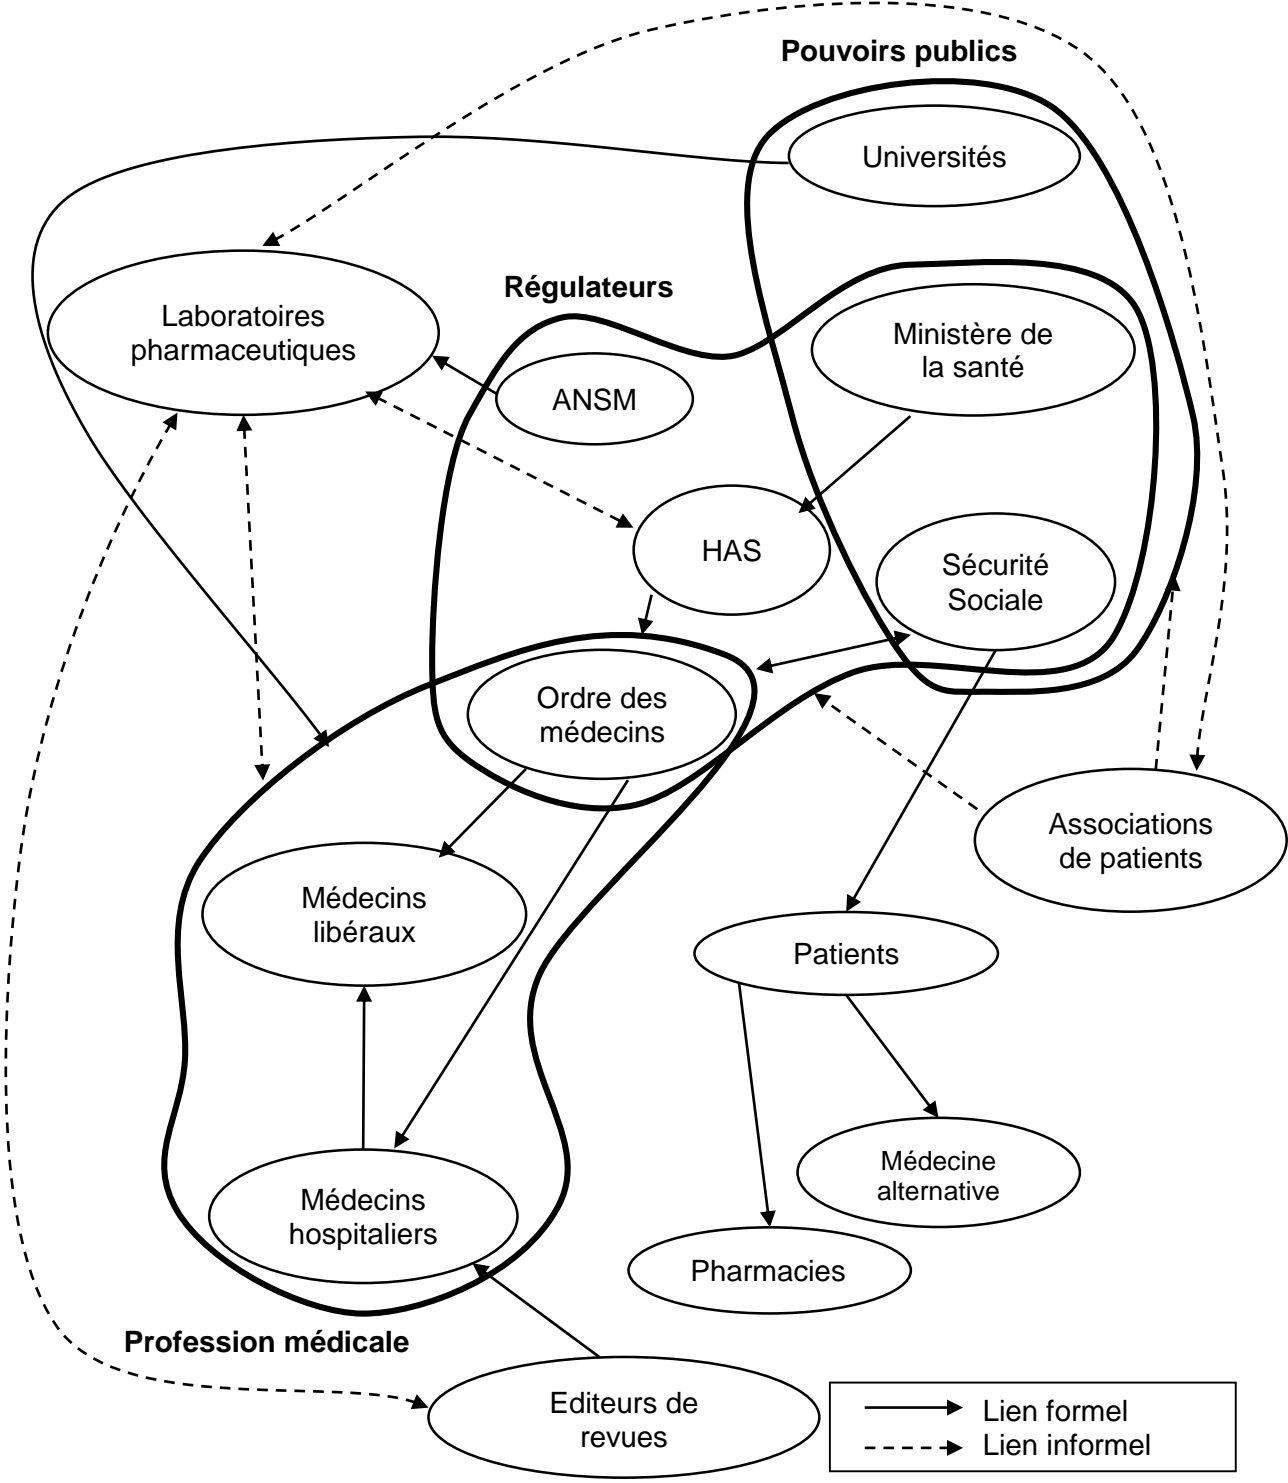 Pouvoirs publics
Universités
Régulateurs
Laboratoires
pharmaceutiques
Ministère de
la santé
ANSM
HAS
Sécurité
Sociale
Ordre des
médecins
Associations
de patients
Médecins
libéraux
Patients
Médecine
alternative
Médecins
hospitaliers
Pharmacies
Profession médicale
Editeurs de
revues
Lien formel
Lien informel